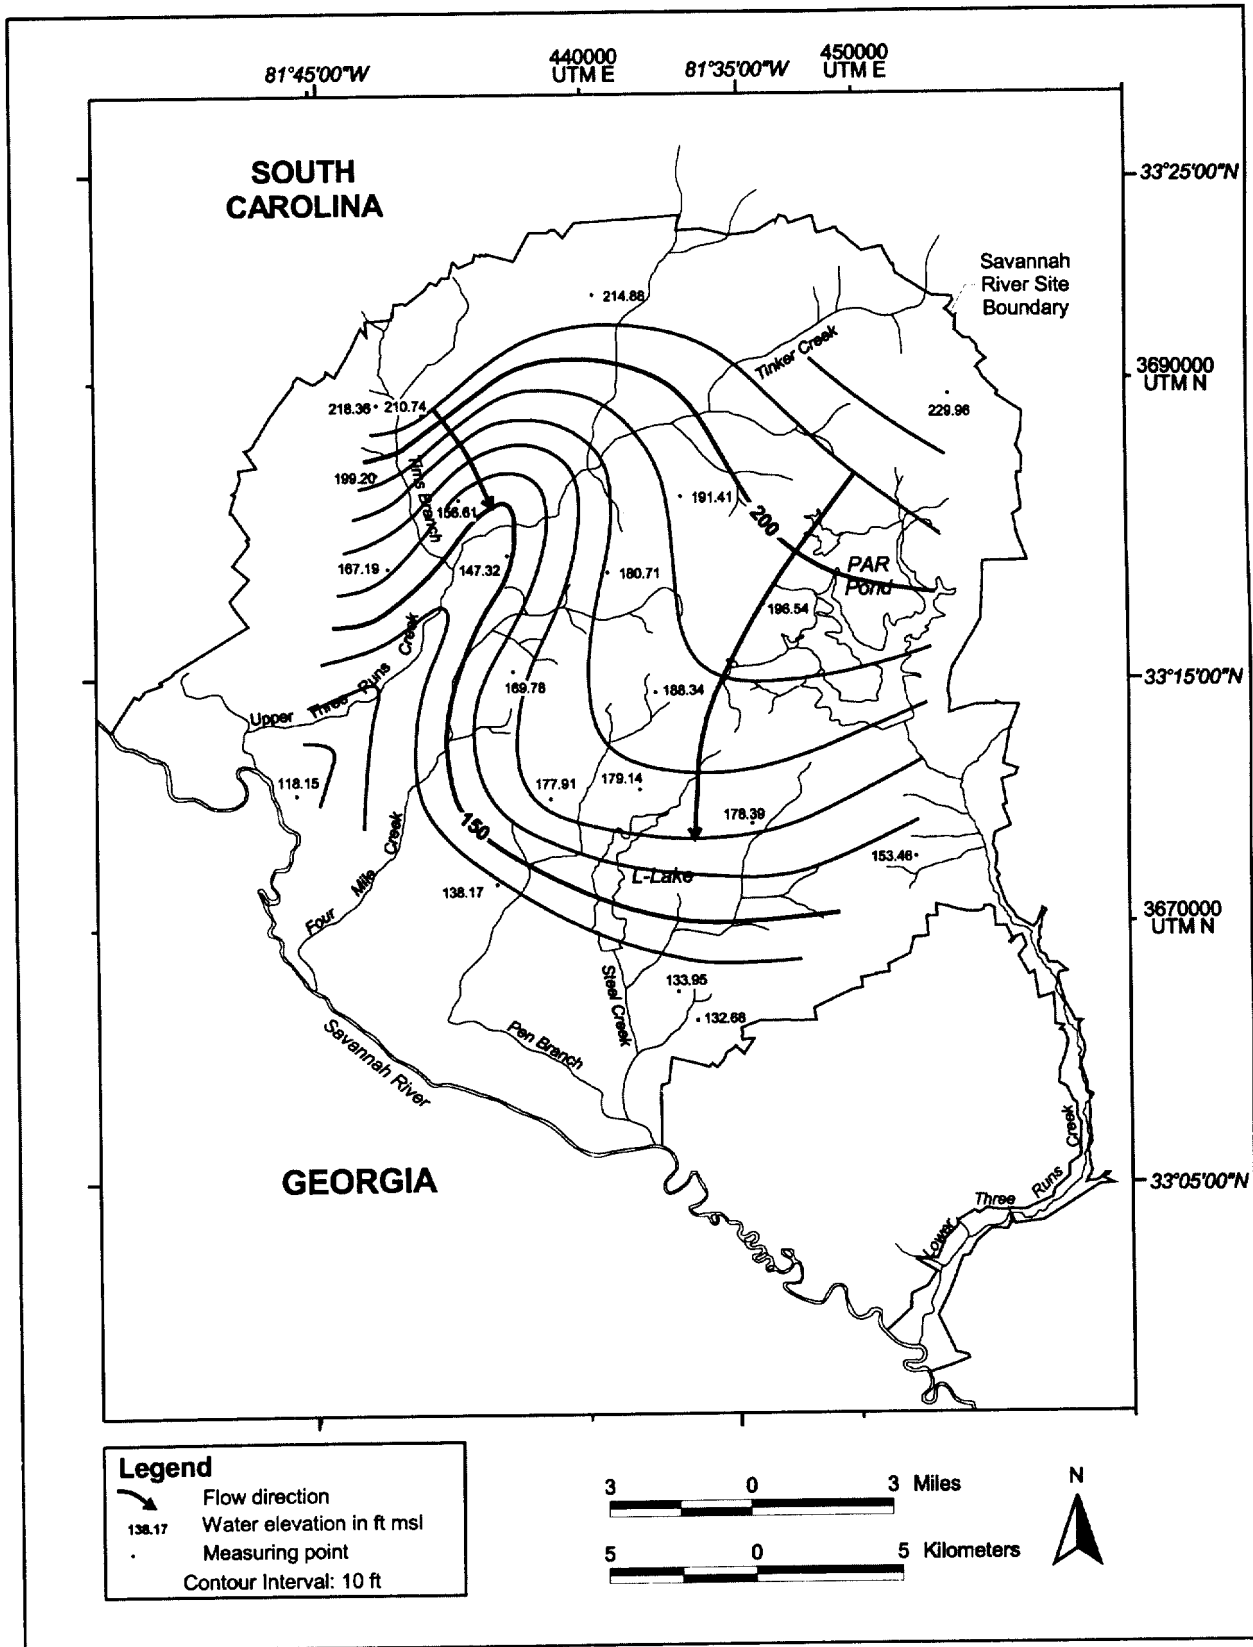 440000
UTM E
450000
UTM E
81°45'00"W
81°35'00"W
SOUTH
CAROLINA
33°25'00"N
Savannah
River Site
Boundary
214.88
Tinker Creek
3690000
UTM N
229.96
218.36
210.74
199.20
Tims Branch
156.61
191.41
200
167.19
147.32
180.71
PAR
Pond
196.54
Upper Three Runs Creek
169.78
188.34
33°15'00"N
118.15
177.91
179.14
178.39
150
153.46
L-Lake
138.17
Four Mile Creek
3670000
UTM N
133.95
132.68
Steel Creek
Pen Branch
Savannah River
GEORGIA
33°05'00"N
Lower Three Runs Creek
Legend
Flow direction
138.17 Water elevation in ft msl
Measuring point
Contour Interval: 10 ft
3 0 3 Miles
5 0 5 Kilometers
N